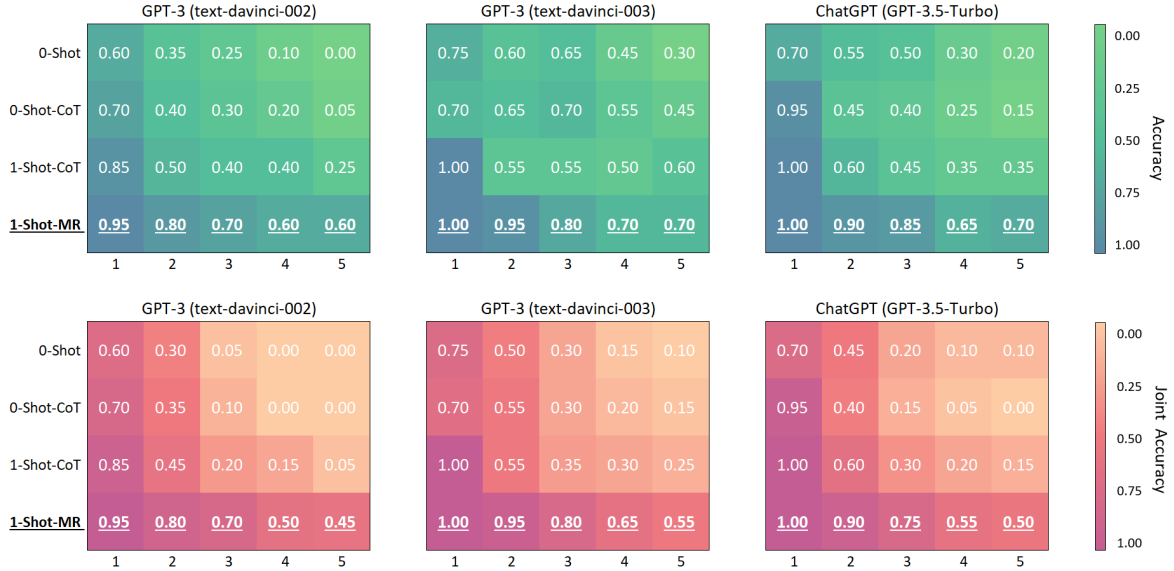 GPT-3 (text-davinci-002) GPT-3 (text-davinci-003) ChatGPT (GPT-3.5-Turbo)
0-Shot 0.60 0.35 0.25 0.10 0.00 0.75 0.60 0.65 0.45 0.30 0.70 0.55 0.50 0.30 0.20 0.00
0-Shot-CoT 0.70 0.40 0.30 0.20 0.05 0.70 0.65 0.70 0.55 0.45 0.95 0.45 0.40 0.25 0.15 0.25
0.50
1-Shot-CoT 0.85 0.50 0.40 0.40 0.25 1.00 0.55 0.55 0.50 0.60 1.00 0.60 0.45 0.35 0.35 0.75
1-Shot-MR 0.95 0.80 0.70 0.60 0.60 1.00 0.95 0.80 0.70 0.70 1.00 0.90 0.85 0.65 0.70 1.00
Accuracy
1 2 3 4 5 1 2 3 4 5 1 2 3 4 5
GPT-3 (text-davinci-002) GPT-3 (text-davinci-003) ChatGPT (GPT-3.5-Turbo)
0-Shot 0.60 0.30 0.05 0.00 0.00 0.75 0.50 0.30 0.15 0.10 0.70 0.45 0.20 0.10 0.10 0.00
0-Shot-CoT 0.70 0.35 0.10 0.00 0.00 0.70 0.55 0.30 0.20 0.15 0.95 0.40 0.15 0.05 0.00 0.25
0.50
1-Shot-CoT 0.85 0.45 0.20 0.15 0.05 1.00 0.55 0.35 0.30 0.25 1.00 0.60 0.30 0.20 0.15 0.75
1-Shot-MR 0.95 0.80 0.70 0.50 0.45 1.00 0.95 0.80 0.65 0.55 1.00 0.90 0.75 0.55 0.50 1.00
Joint Accuracy
1 2 3 4 5 1 2 3 4 5 1 2 3 4 5